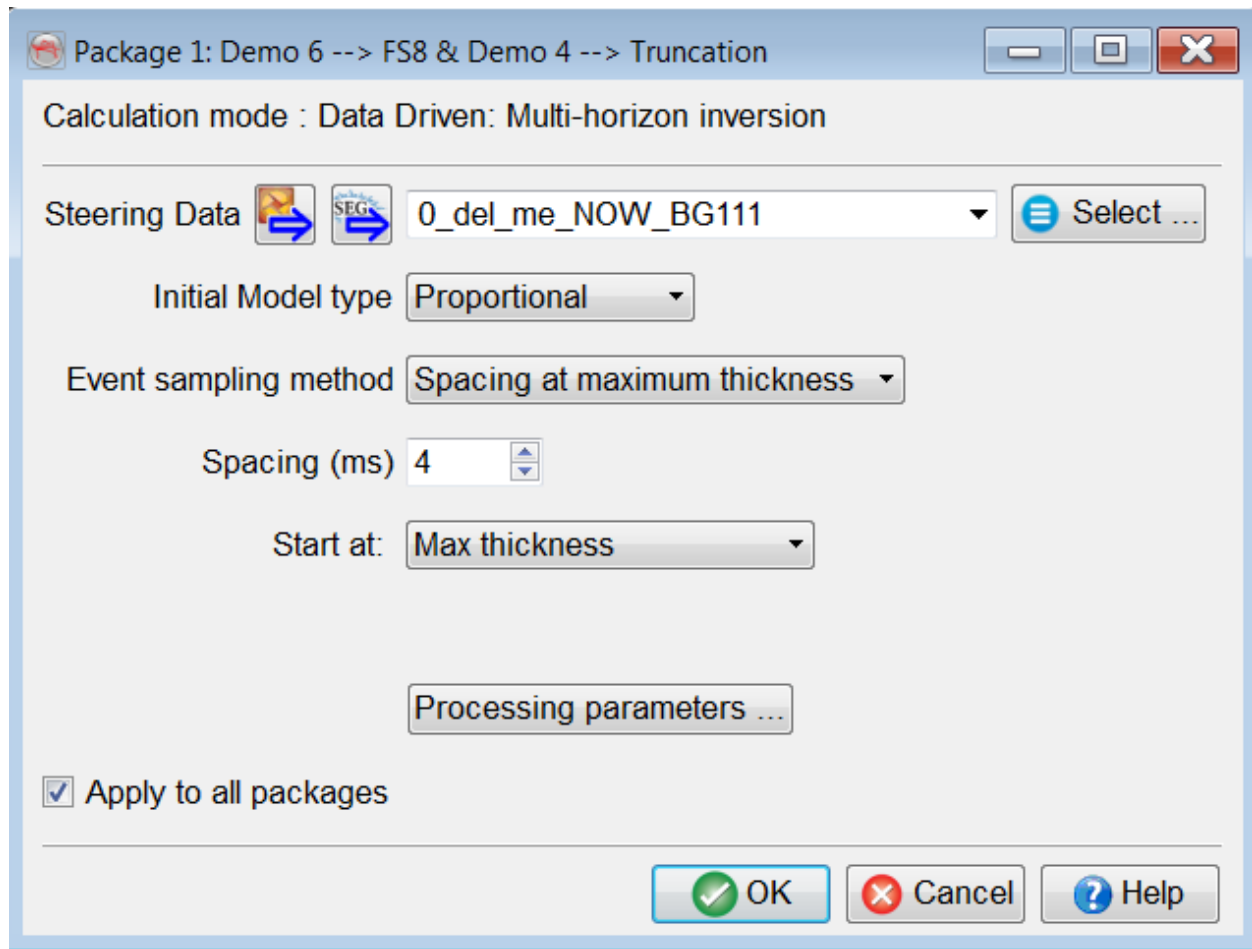 Package 1: Demo 6 --> FS8 & Demo 4 --> Truncation
Calculation mode : Data Driven: Multi-horizon inversion
Steering Data SEG 0_del_me_NOW_BG111 Select ...
Initial Model type Proportional
Event sampling method Spacing at maximum thickness
Spacing (ms) 4
Start at: Max thickness
Processing parameters ...
Apply to all packages
OK Cancel Help